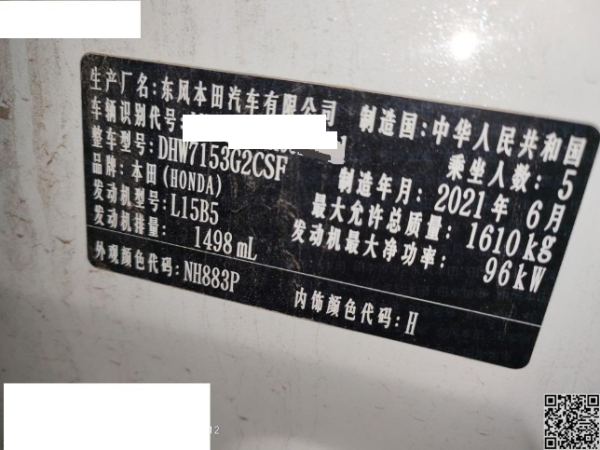 生产厂名:东风本田汽车有限公司 制造国:中华人民共和国
车辆识别代号: 乘坐人数:5
整车型号:DHW7153G2CSF 制造年月:2021年6月
品牌:本田(HONDA) 最大允许总质量:1610kg
发动机型号:L15B5 发动机最大净功率: 96kW
发动机排量: 1498mL
外观颜色代码:NH883P 内饰颜色代码:H
12